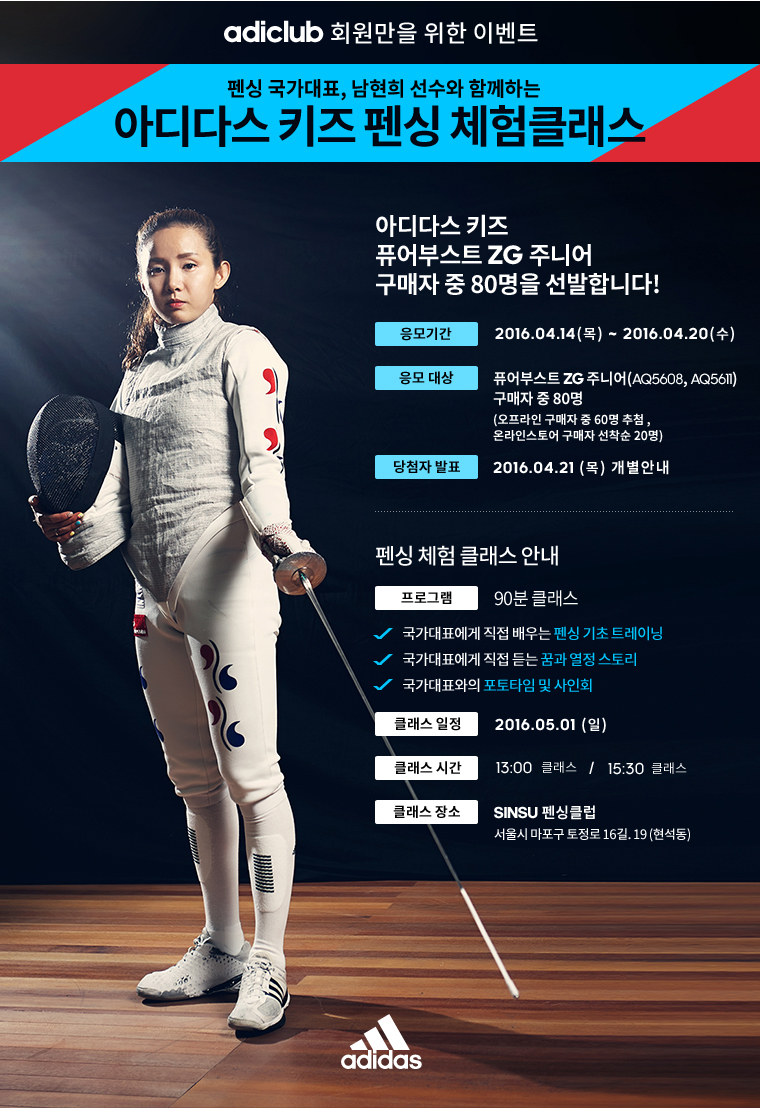 adiclub 회원만을 위한 이벤트
펜싱 국가대표, 남현희 선수와 함께하는
아디다스 키즈 펜싱 체험클래스
아디다스 키즈
퓨어부스트 ZG 주니어
구매자 중 80명을 선발합니다!
응모기간 2016.04.14(목) ~ 2016.04.20(수)
응모 대상 퓨어부스트 ZG 주니어(AQ5608, AQ5611)
구매자 중 80명
(오프라인 구매자 중 60명 추첨 ,
온라인스토어 구매자 선착순 20명)
당첨자 발표 2016.04.21 (목) 개별안내
펜싱 체험 클래스 안내
프로그램 90분 클래스
국가대표에게 직접 배우는 펜싱 기초 트레이닝
국가대표에게 직접 듣는 꿈과 열정 스토리
국가대표와의 포토타임 및 사인회
클래스 일정 2016.05.01 (일)
클래스 시간 13:00 클래스 / 15:30 클래스
클래스 장소 SINSU 펜싱클럽
서울시 마포구 토정로 16길. 19 (현석동)
adidas